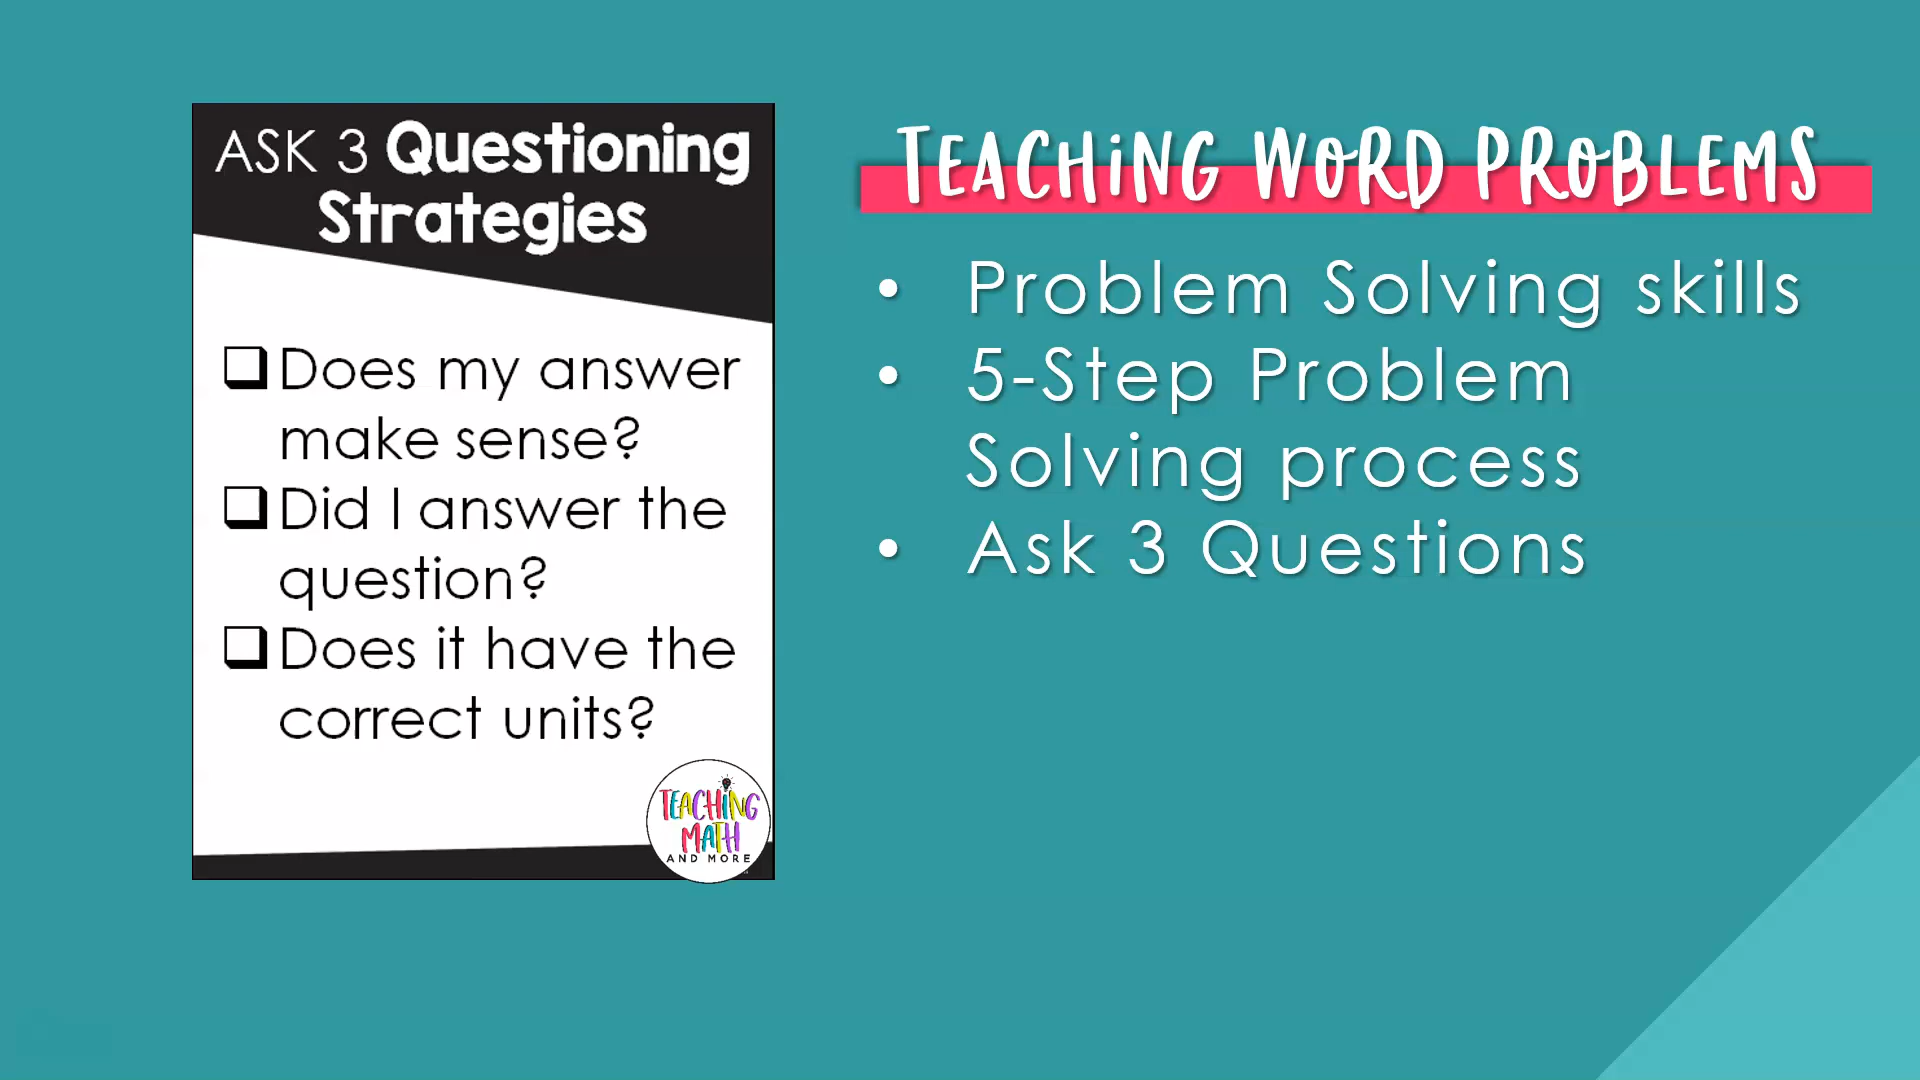 ASK 3 Questioning
Strategies
❑ Does my answer
make sense?
❑ Did I answer the
question?
❑ Does it have the
correct units?
TEACHiNG
MATH
AND MORE
TEACHiNG WORD PROBLEMS
• Problem Solving skills
• 5-Step Problem
Solving process
• Ask 3 Questions